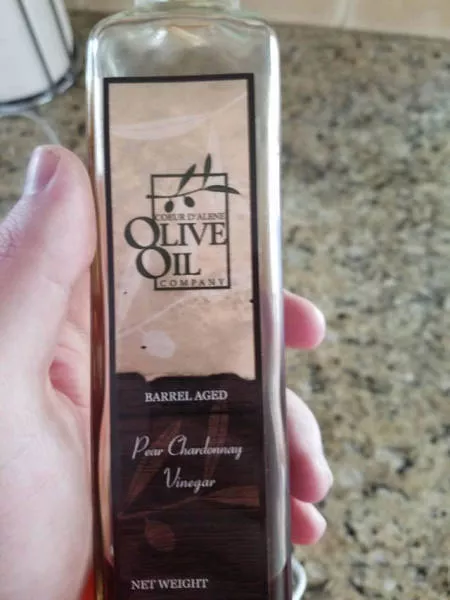 COEUR D'ALENE
OLIVE
OIL
COMPANY
BARREL AGED
Pear Chardonnay
Vinegar
NET WEIGHT